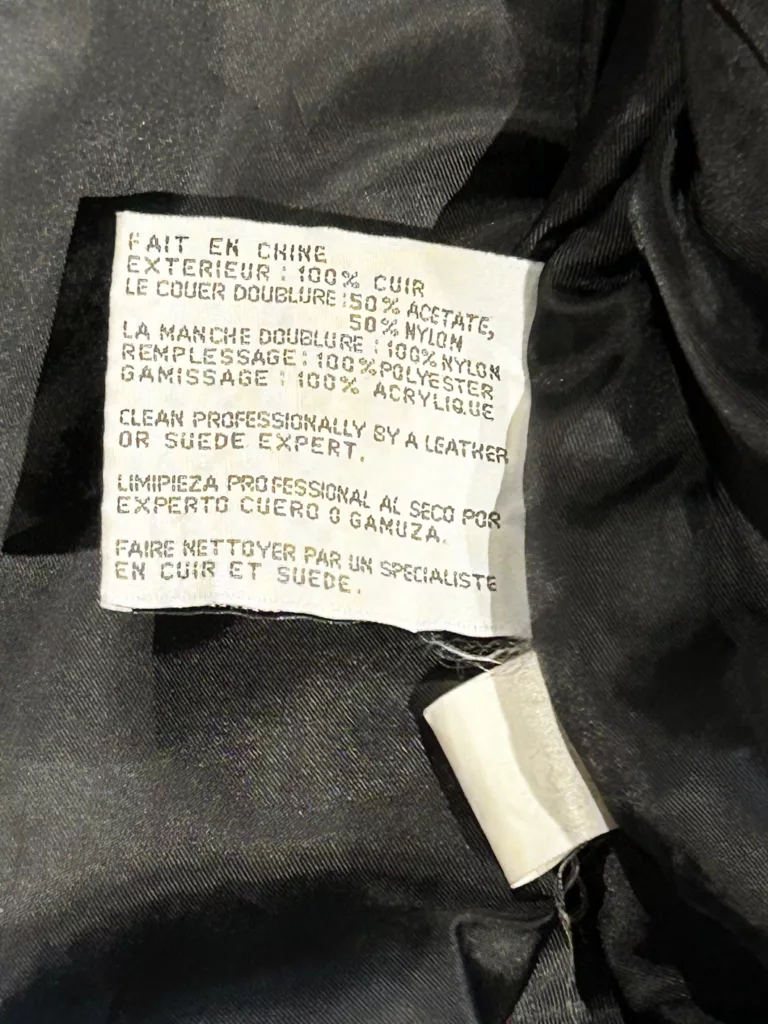 FAIT EN CHINE
EXTERIEUR : 100% CUIR
LE COUER DOUBLURE : 50% ACETATE,
50% NYLON
LA MANCHE DOUBLURE : 100% NYLON
REMPLESSAGE : 100% POLYESTER
GAMISSAGE : 100% ACRYLIQUE
CLEAN PROFESSIONALLY BY A LEATHER
OR SUEDE EXPERT.
LIMIPIEZA PROFESSIONAL AL SECO POR
EXPERTO CUERO O GAMUZA.
FAIRE NETTOYER PAR UN SPECIALISTE
EN CUIR ET SUEDE.